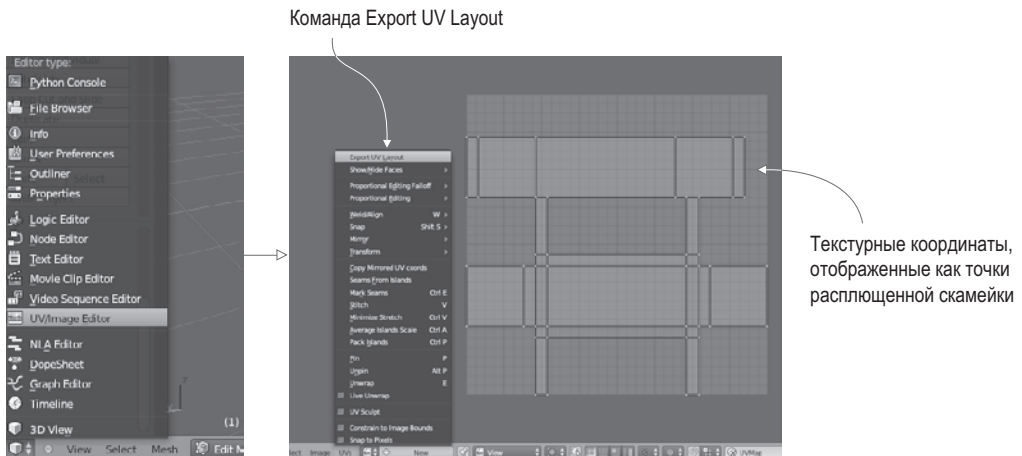 Команда Export UV Layout
Editor type:
Python Console
File Browser
Info
User Preferences
Outliner
Properties
Logic Editor
Node Editor
Text Editor
Movie Clip Editor
Video Sequence Editor
UV/Image Editor
NLA Editor
DopeSheet
Graph Editor
Timeline
3D View
(1)
View Select Mesh Edit M
Export UV Layout
Show/Hide Faces
Proportional Editing Falloff
Proportional Editing
Weld/Align W
Snap Shift S
Mirror
Transform
Copy Mirrored UV coords
Seams From Islands
Mark Seams Ctrl E
Stitch V
Minimize Stretch Ctrl V
Average Islands Scale Ctrl A
Pack Islands Ctrl P
Pin P
Unpin Alt P
Unwrap E
Live Unwrap
UV Sculpt
Constrain to Image Bounds
Snap to Pixels
lect Image UVs New View UVMap
Текстурные координаты,
отображенные как точки
расплющенной скамейки